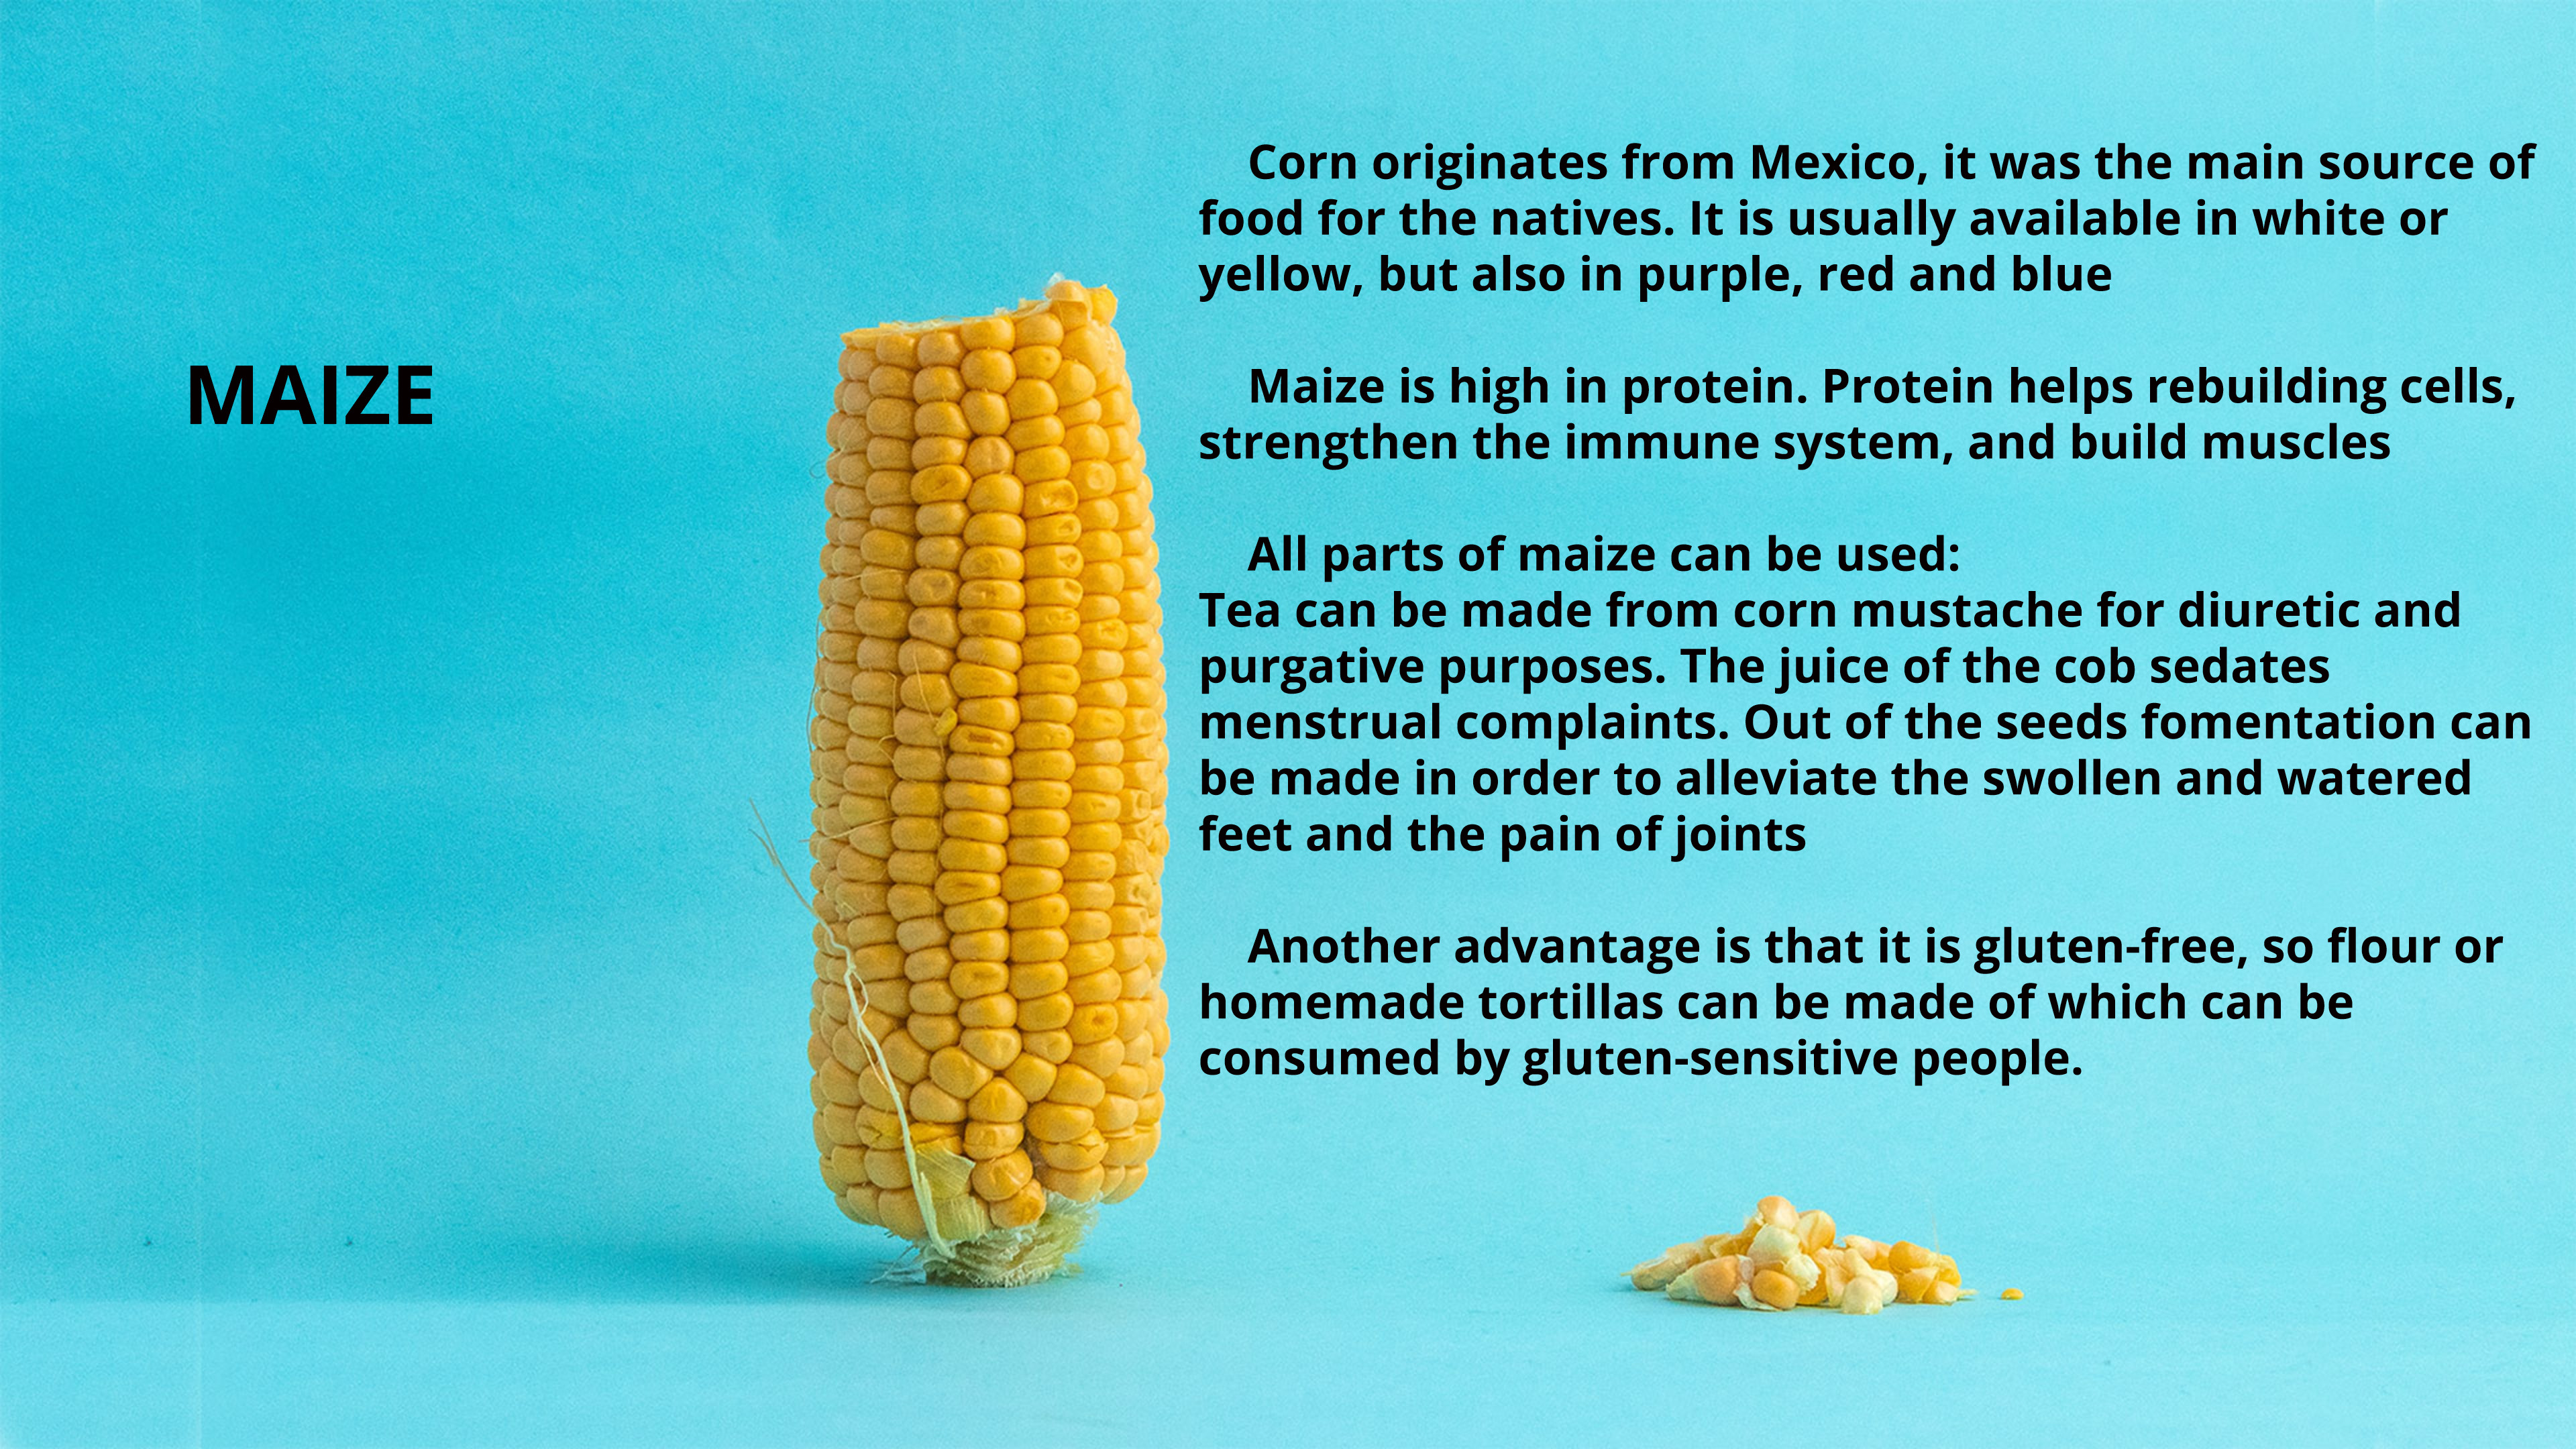 MAIZE
Corn originates from Mexico, it was the main source of
food for the natives. It is usually available in white or
yellow, but also in purple, red and blue
Maize is high in protein. Protein helps rebuilding cells,
strengthen the immune system, and build muscles
All parts of maize can be used:
Tea can be made from corn mustache for diuretic and
purgative purposes. The juice of the cob sedates
menstrual complaints. Out of the seeds fomentation can
be made in order to alleviate the swollen and watered
feet and the pain of joints
Another advantage is that it is gluten-free, so flour or
homemade tortillas can be made of which can be
consumed by gluten-sensitive people.